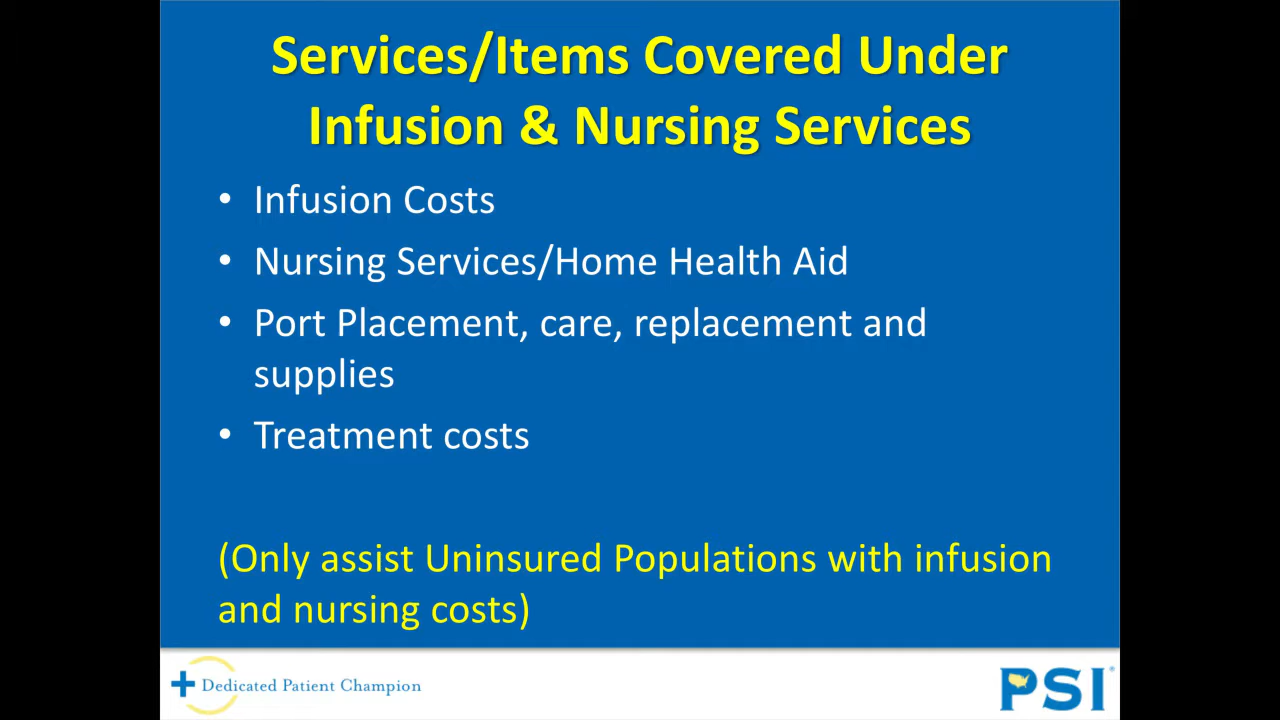 Services/Items Covered Under
Infusion & Nursing Services
• Infusion Costs
• Nursing Services/Home Health Aid
• Port Placement, care, replacement and
supplies
• Treatment costs
(Only assist Uninsured Populations with infusion
and nursing costs)
Dedicated Patient Champion
PSI®